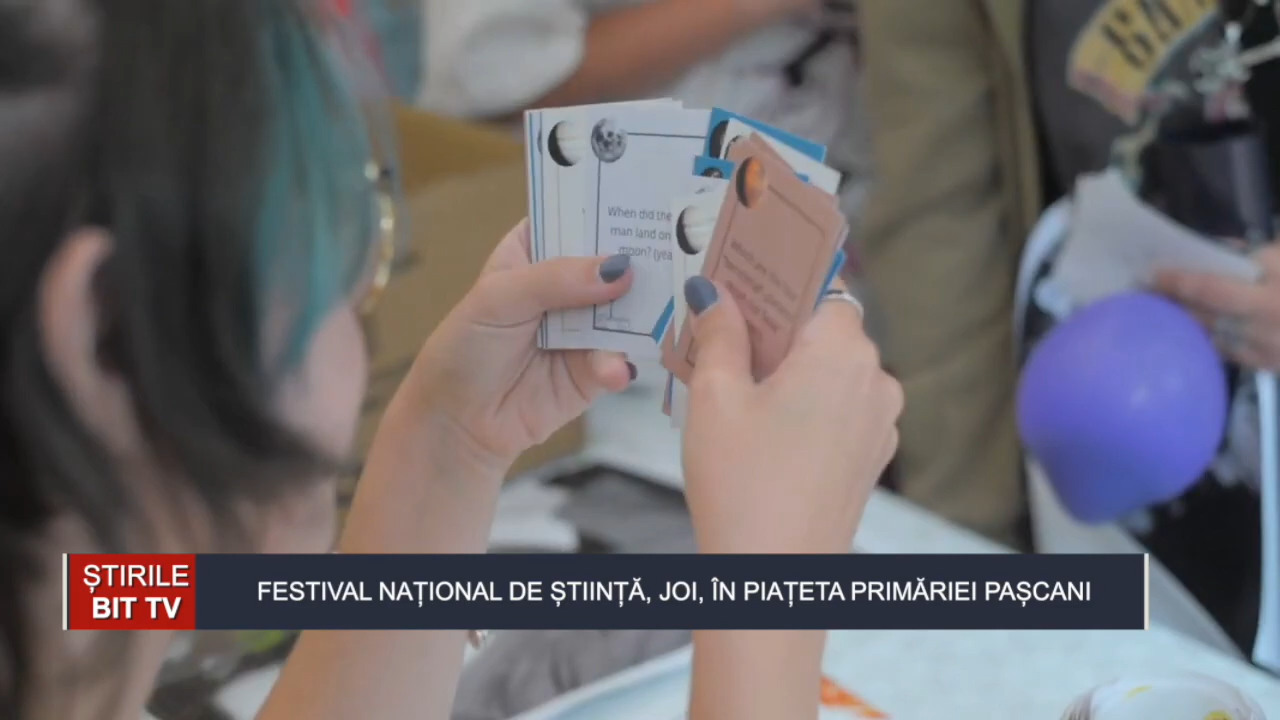 When did the
man land on
moon? (yea
ȘTIRILE
BIT TV
FESTIVAL NAȚIONAL DE ȘTIINȚĂ, JOI, ÎN PIAȚETA PRIMĂRIEI PAȘCANI